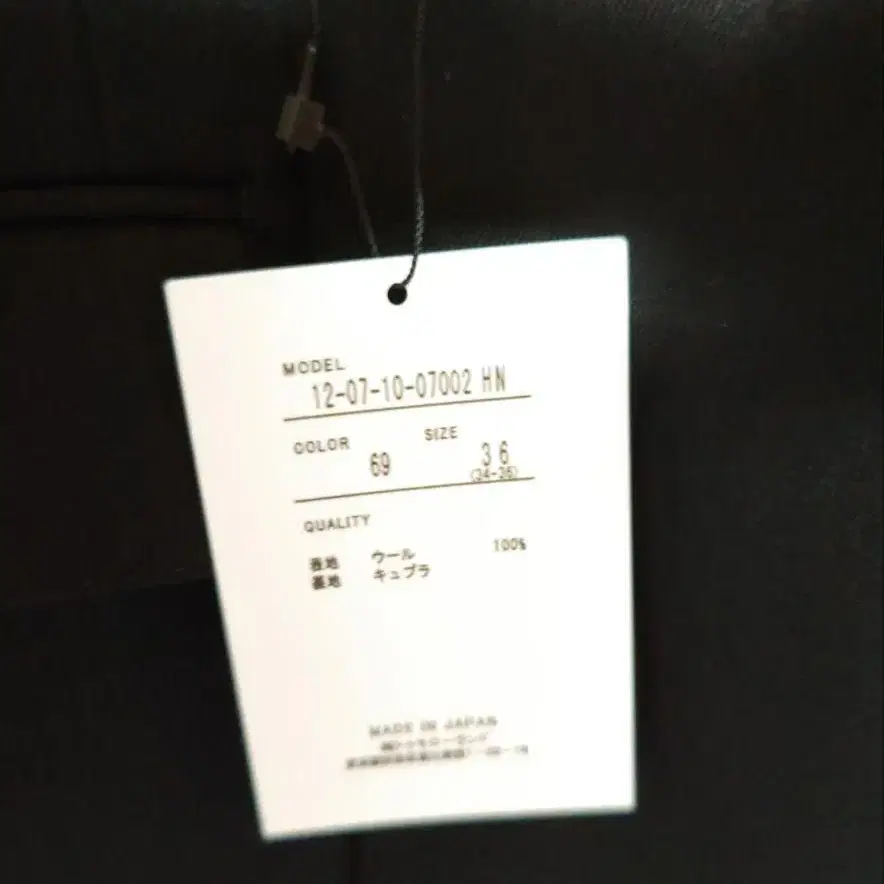 MODEL
12-07-10-07002 HN
COLOR SIZE
69 36
(34-36)
QUALITY
表地 ウール 100%
裏地 キュプラ
MADE IN JAPAN